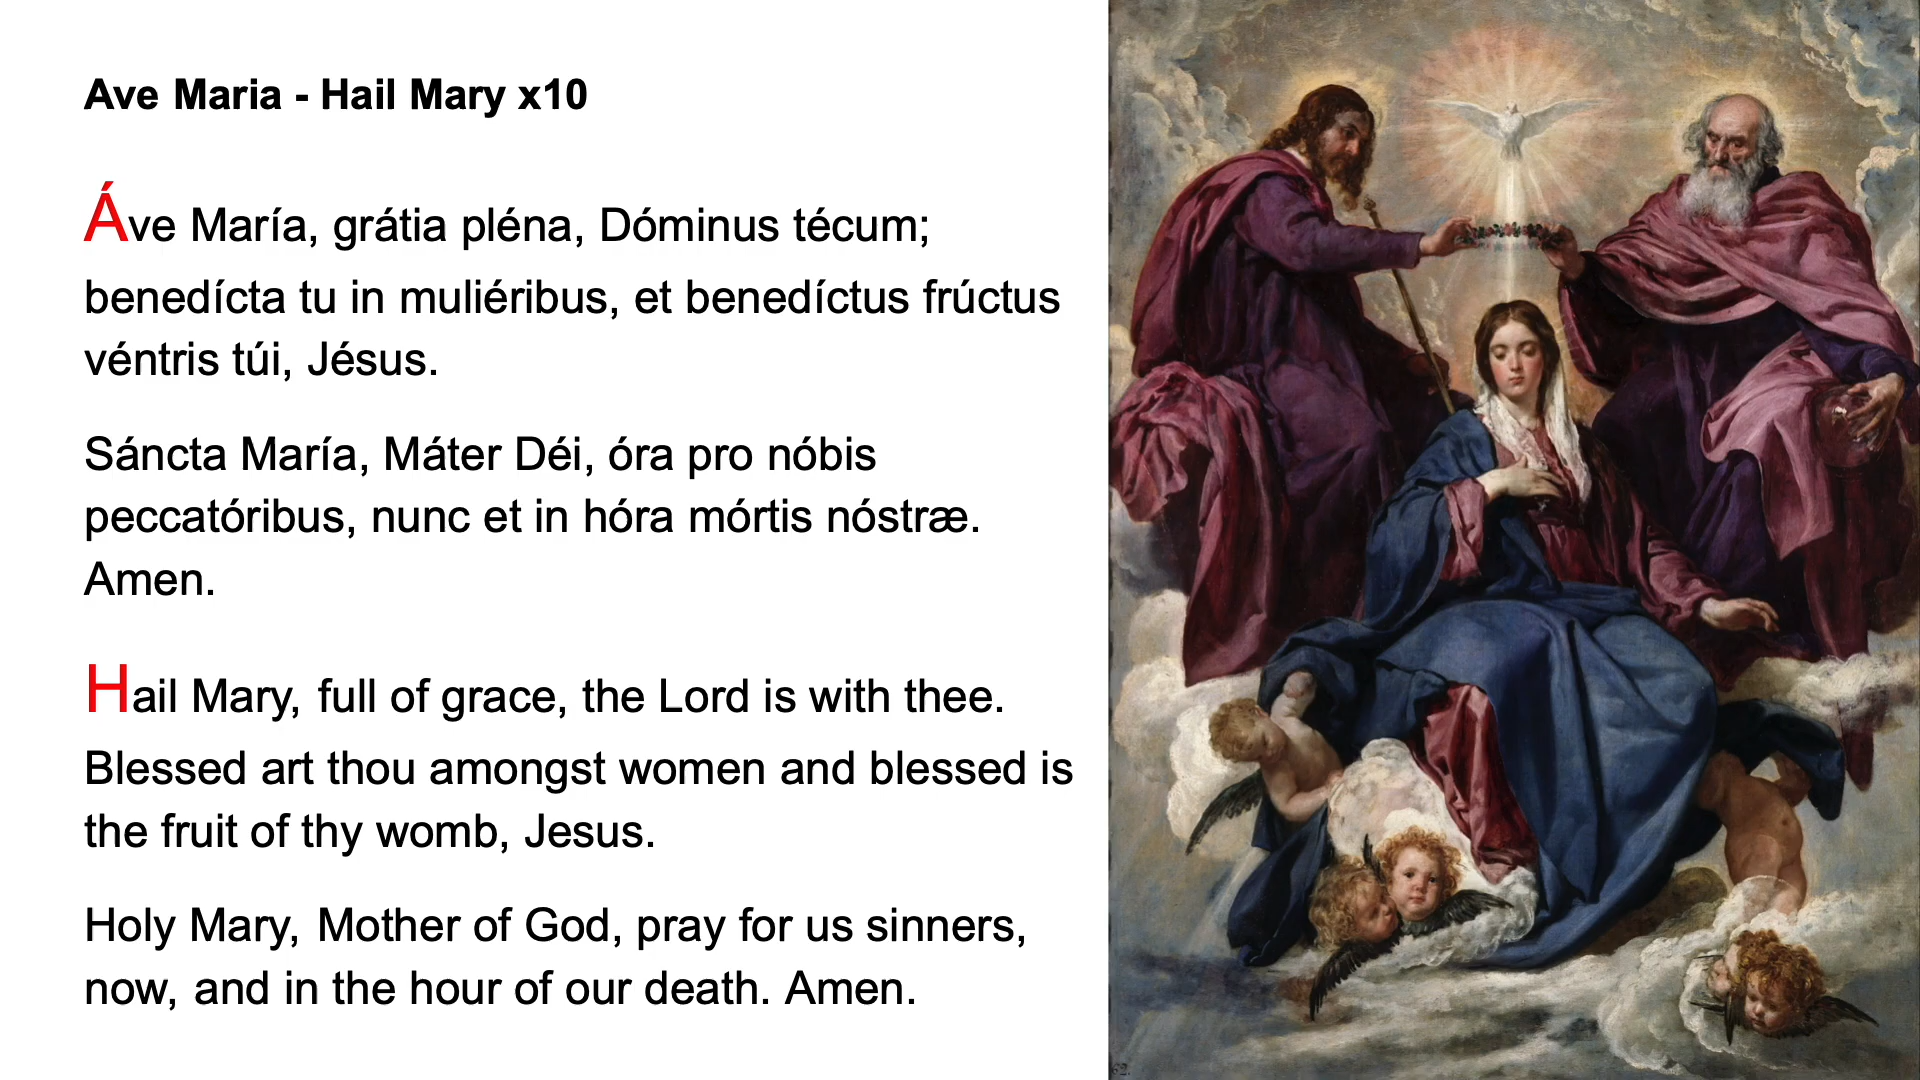 Ave Maria - Hail Mary x10
Áve María, grátia pléna, Dóminus técum;
benedícta tu in muliéribus, et benedíctus frúctus
véntris túi, Jésus.
Sáncta María, Máter Déi, óra pro nóbis
peccatóribus, nunc et in hóra mórtis nóstræ.
Amen.
Hail Mary, full of grace, the Lord is with thee.
Blessed art thou amongst women and blessed is
the fruit of thy womb, Jesus.
Holy Mary, Mother of God, pray for us sinners,
now, and in the hour of our death. Amen.
62.